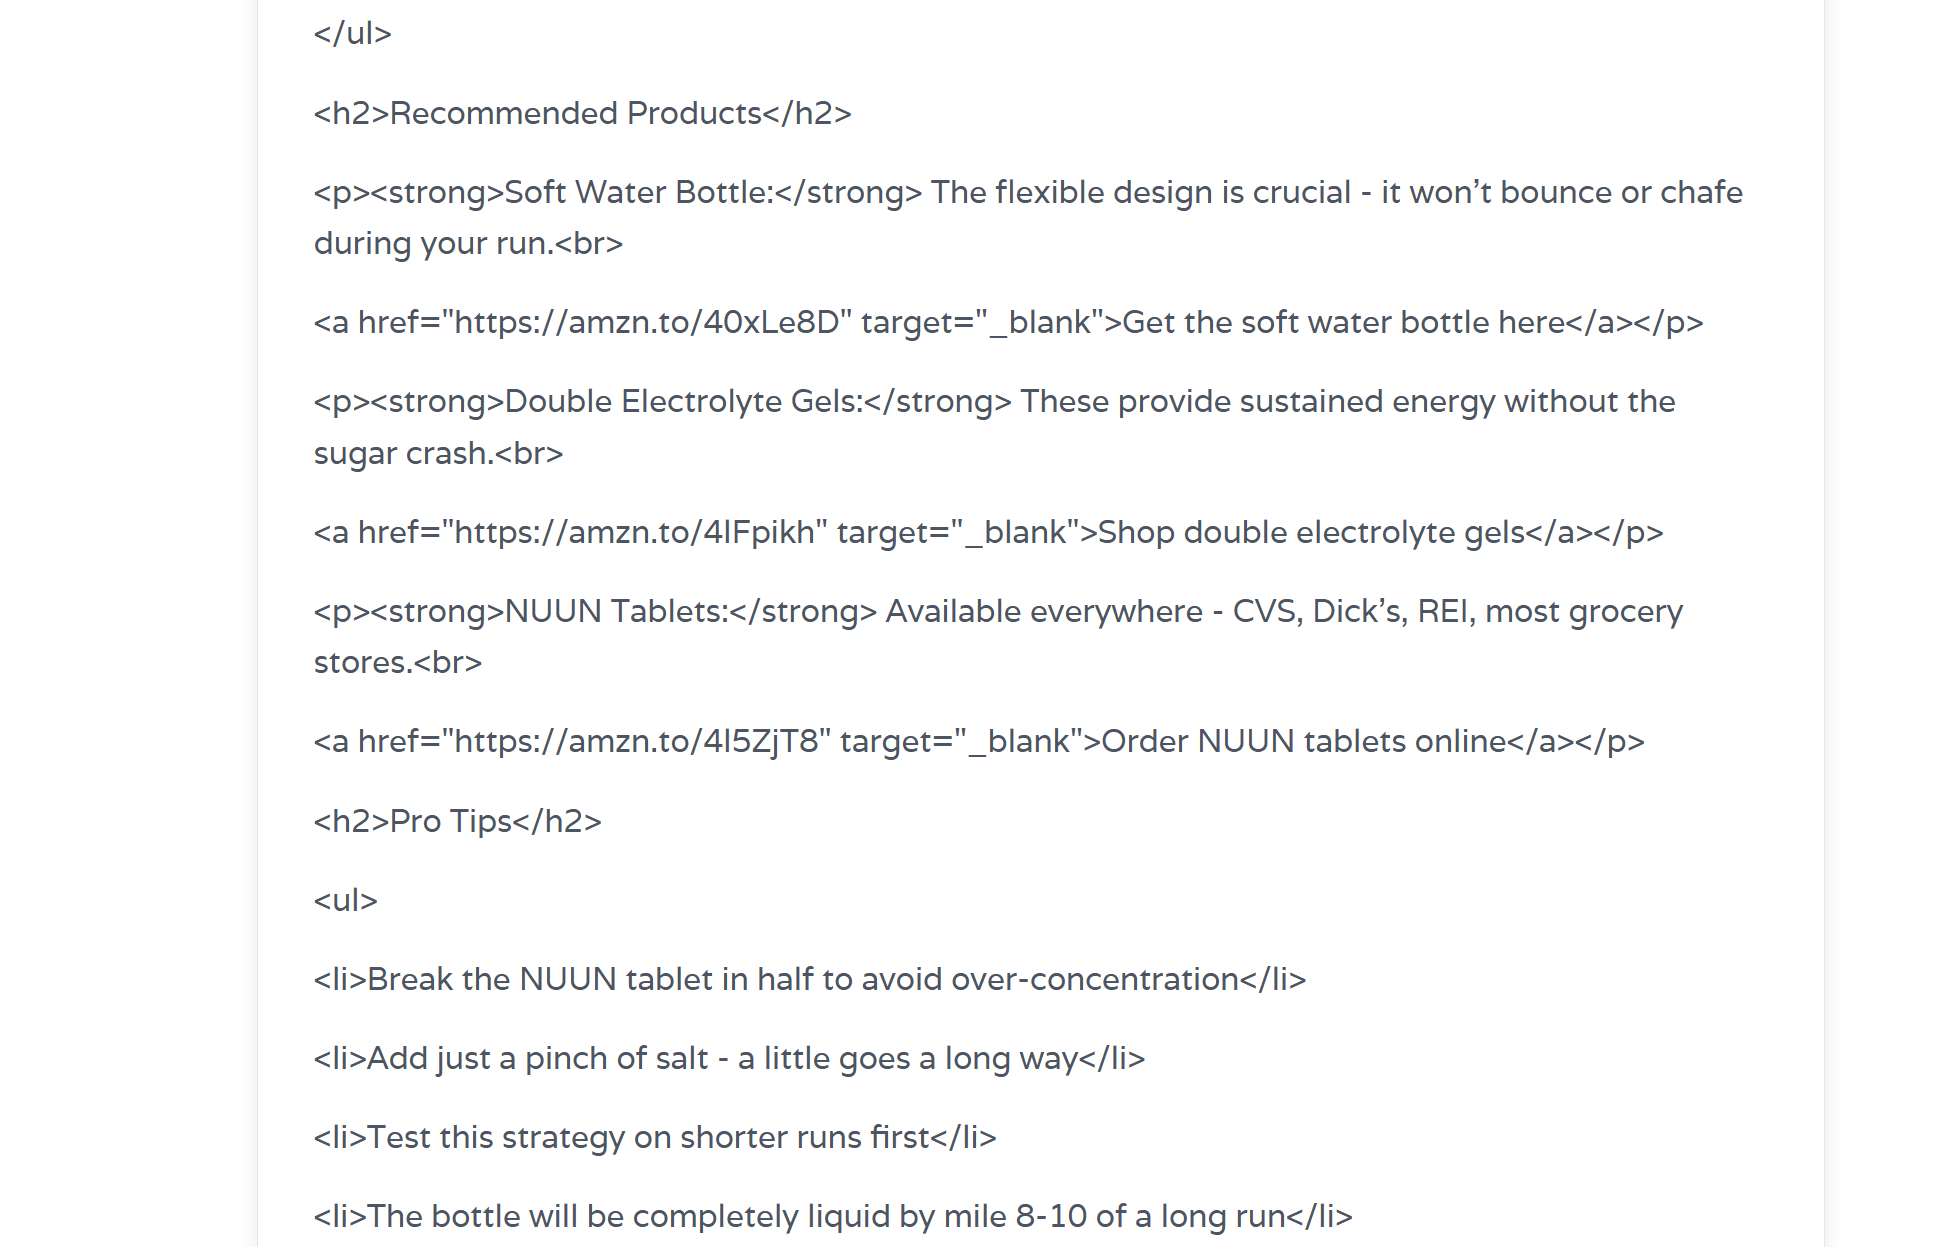 </ul>
<h2>Recommended Products</h2>
<p><strong>Soft Water Bottle:</strong> The flexible design is crucial - it won’t bounce or chafe
during your run.<br>
<a href="https://amzn.to/40xLe8D" target="_blank">Get the soft water bottle here</a></p>
<p><strong>Double Electrolyte Gels:</strong> These provide sustained energy without the
sugar crash.<br>
<a href="https://amzn.to/4lFpikh" target="_blank">Shop double electrolyte gels</a></p>
<p><strong>NUUN Tablets:</strong> Available everywhere - CVS, Dick’s, REI, most grocery
stores.<br>
<a href="https://amzn.to/4l5ZjT8" target="_blank">Order NUUN tablets online</a></p>
<h2>Pro Tips</h2>
<ul>
<li>Break the NUUN tablet in half to avoid over-concentration</li>
<li>Add just a pinch of salt - a little goes a long way</li>
<li>Test this strategy on shorter runs first</li>
<li>The bottle will be completely liquid by mile 8-10 of a long run</li>